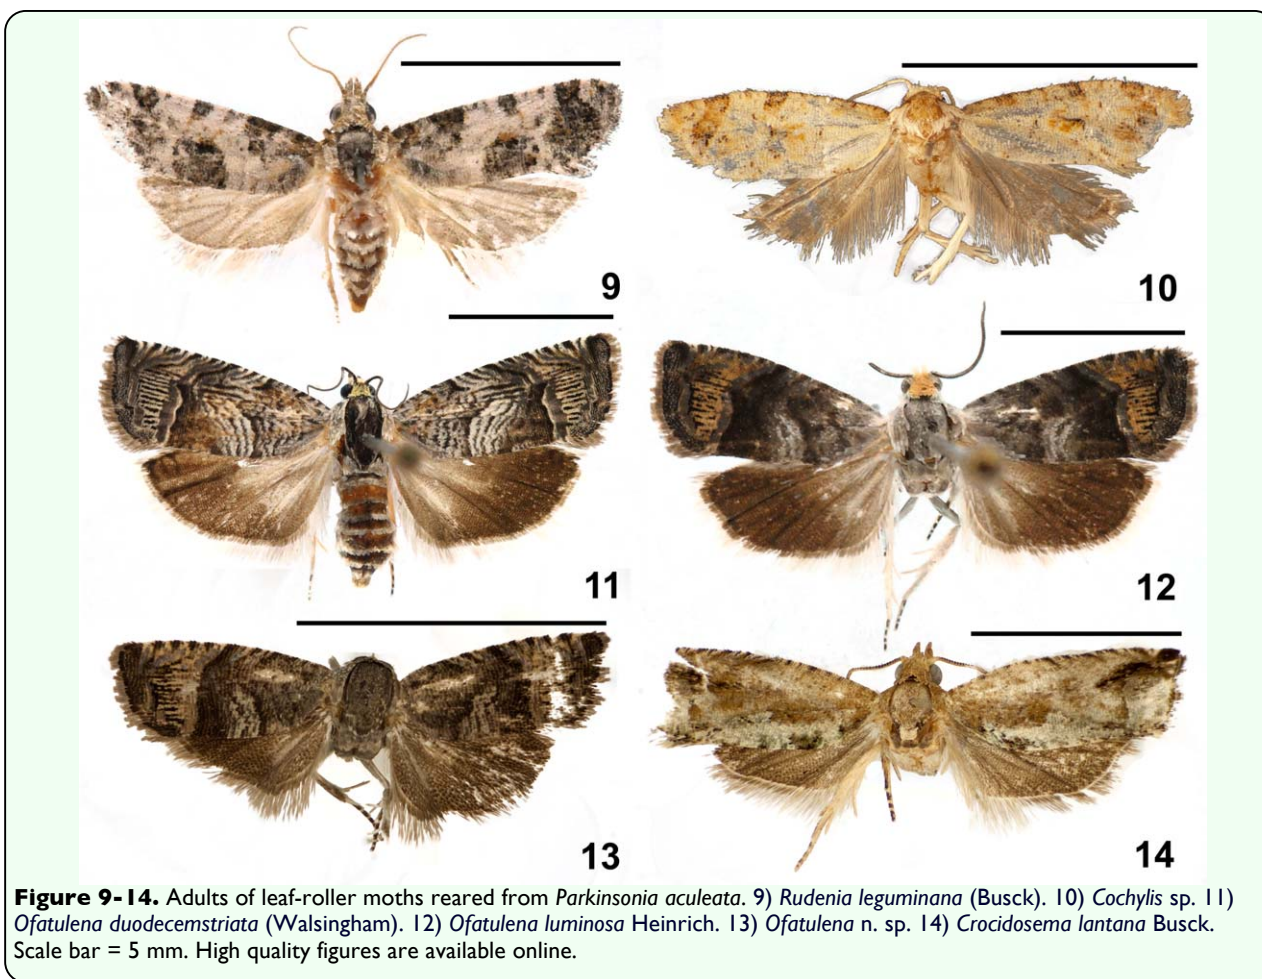 9
10
11
12
13
14
Figure 9-14. Adults of leaf-roller moths reared from Parkinsonia aculeata. 9) Rudenia leguminana (Busck). 10) Cochylis sp. 11)
Ofatulena duodecemstriata (Walsingham). 12) Ofatulena luminosa Heinrich. 13) Ofatulena n. sp. 14) Crocidosema lantana Busck.
Scale bar = 5 mm. High quality figures are available online.